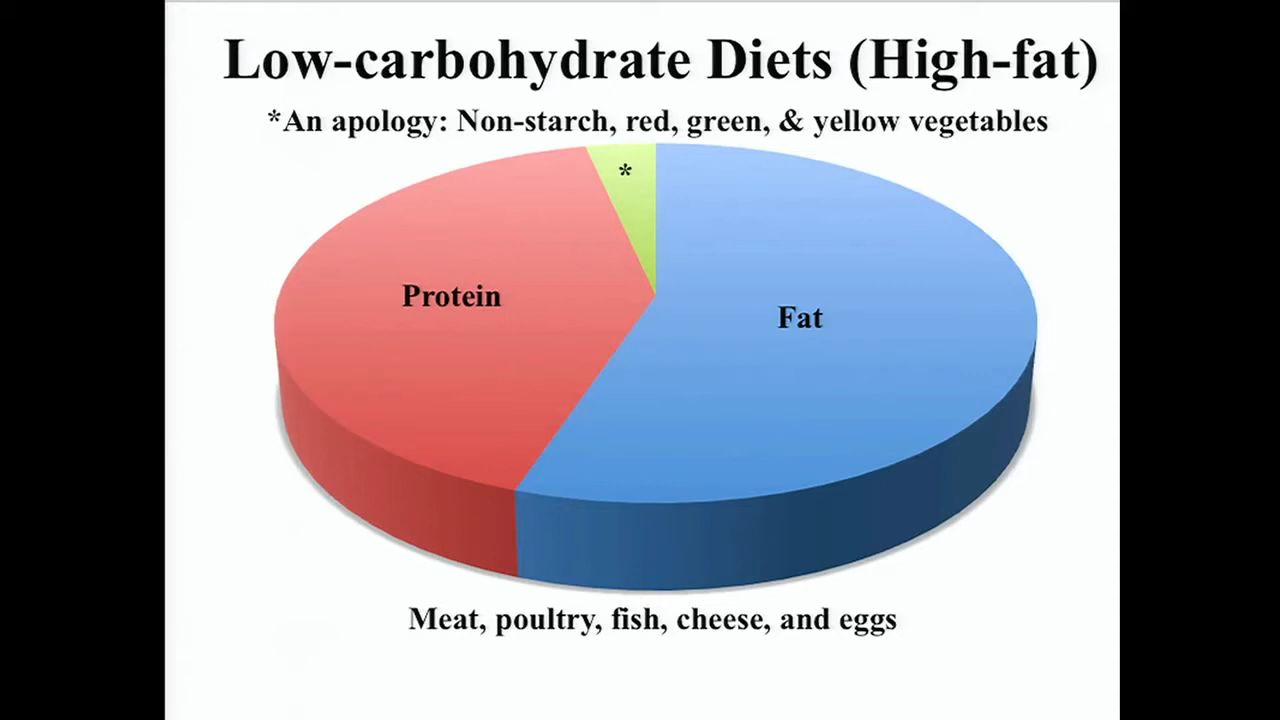 Low-carbohydrate Diets (High-fat)
*An apology: Non-starch, red, green, & yellow vegetables
*
Protein
Fat
Meat, poultry, fish, cheese, and eggs